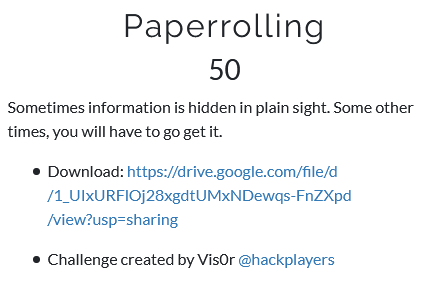 Paperrolling
50
Sometimes information is hidden in plain sight. Some other
times, you will have to go get it.
Download: https://drive.google.com/file/d
/1_UIxURFlOj28xgdtUMxNDewqs-FnZXpd
/view?usp=sharing
Challenge created by Vis0r @hackplayers